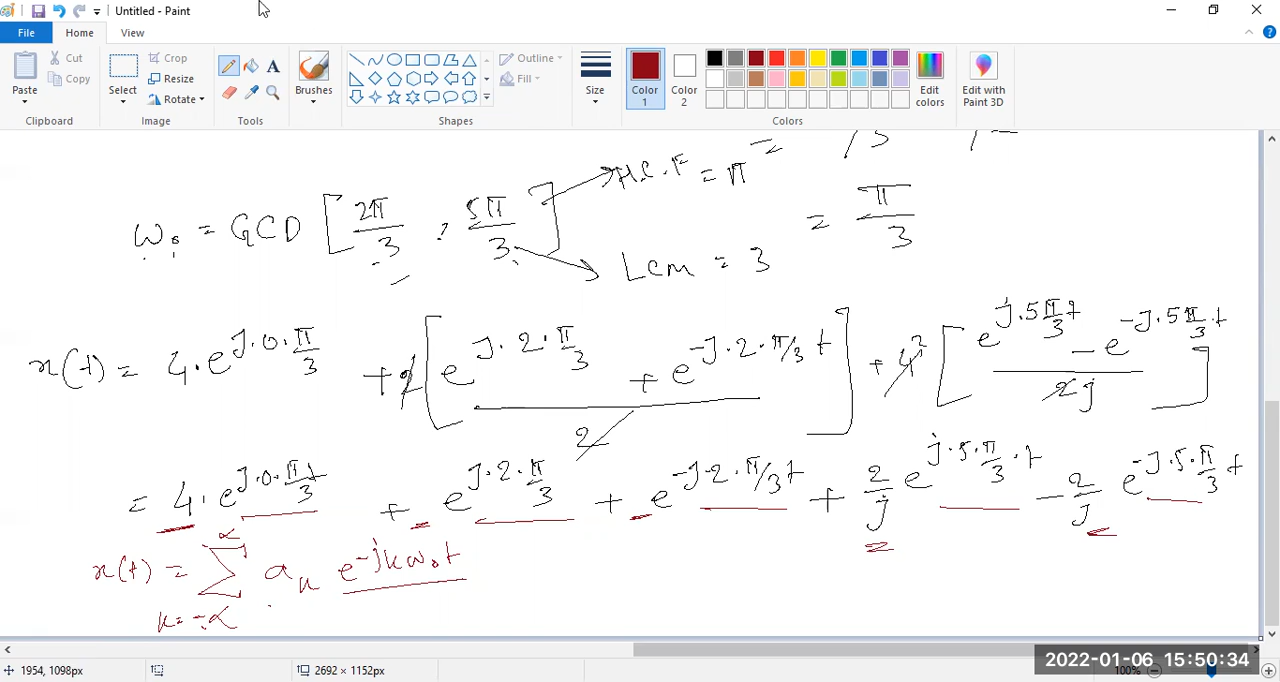 Untitled - Paint
File Home View
Paste Cut Copy Clipboard
Select Crop Resize Rotate Image
Tools
Brushes
Outline Fill Shapes
Size
Color 1 Color 2 Edit colors Colors
Edit with Paint 3D
H.C.F = π
= π/3
ω₀ = GCD [ 2π/3 , 5π/3 ]
Lcm = 3
x(t) = 4·e^{J·0·π/3} + 2 [ (e^{J·2·π/3} + e^{-J·2·π/3 t}) / 2 ] + 4² [ (e^{j·5π/3 t} - e^{-J·5π/3 t}) / 2j ]
= 4·e^{J·0·π/3 t} + e^{J·2·π/3} + e^{-J·2·π/3 t} + 2/j e^{j·5·π/3·t} - 2/J e^{-J·5·π/3 t}
x(t) = Σ_{k=-∝}^{∝} a_k e^{-jkω₀t}
1954, 1098px 2692 × 1152px 100%
2022-01-06 15:50:34